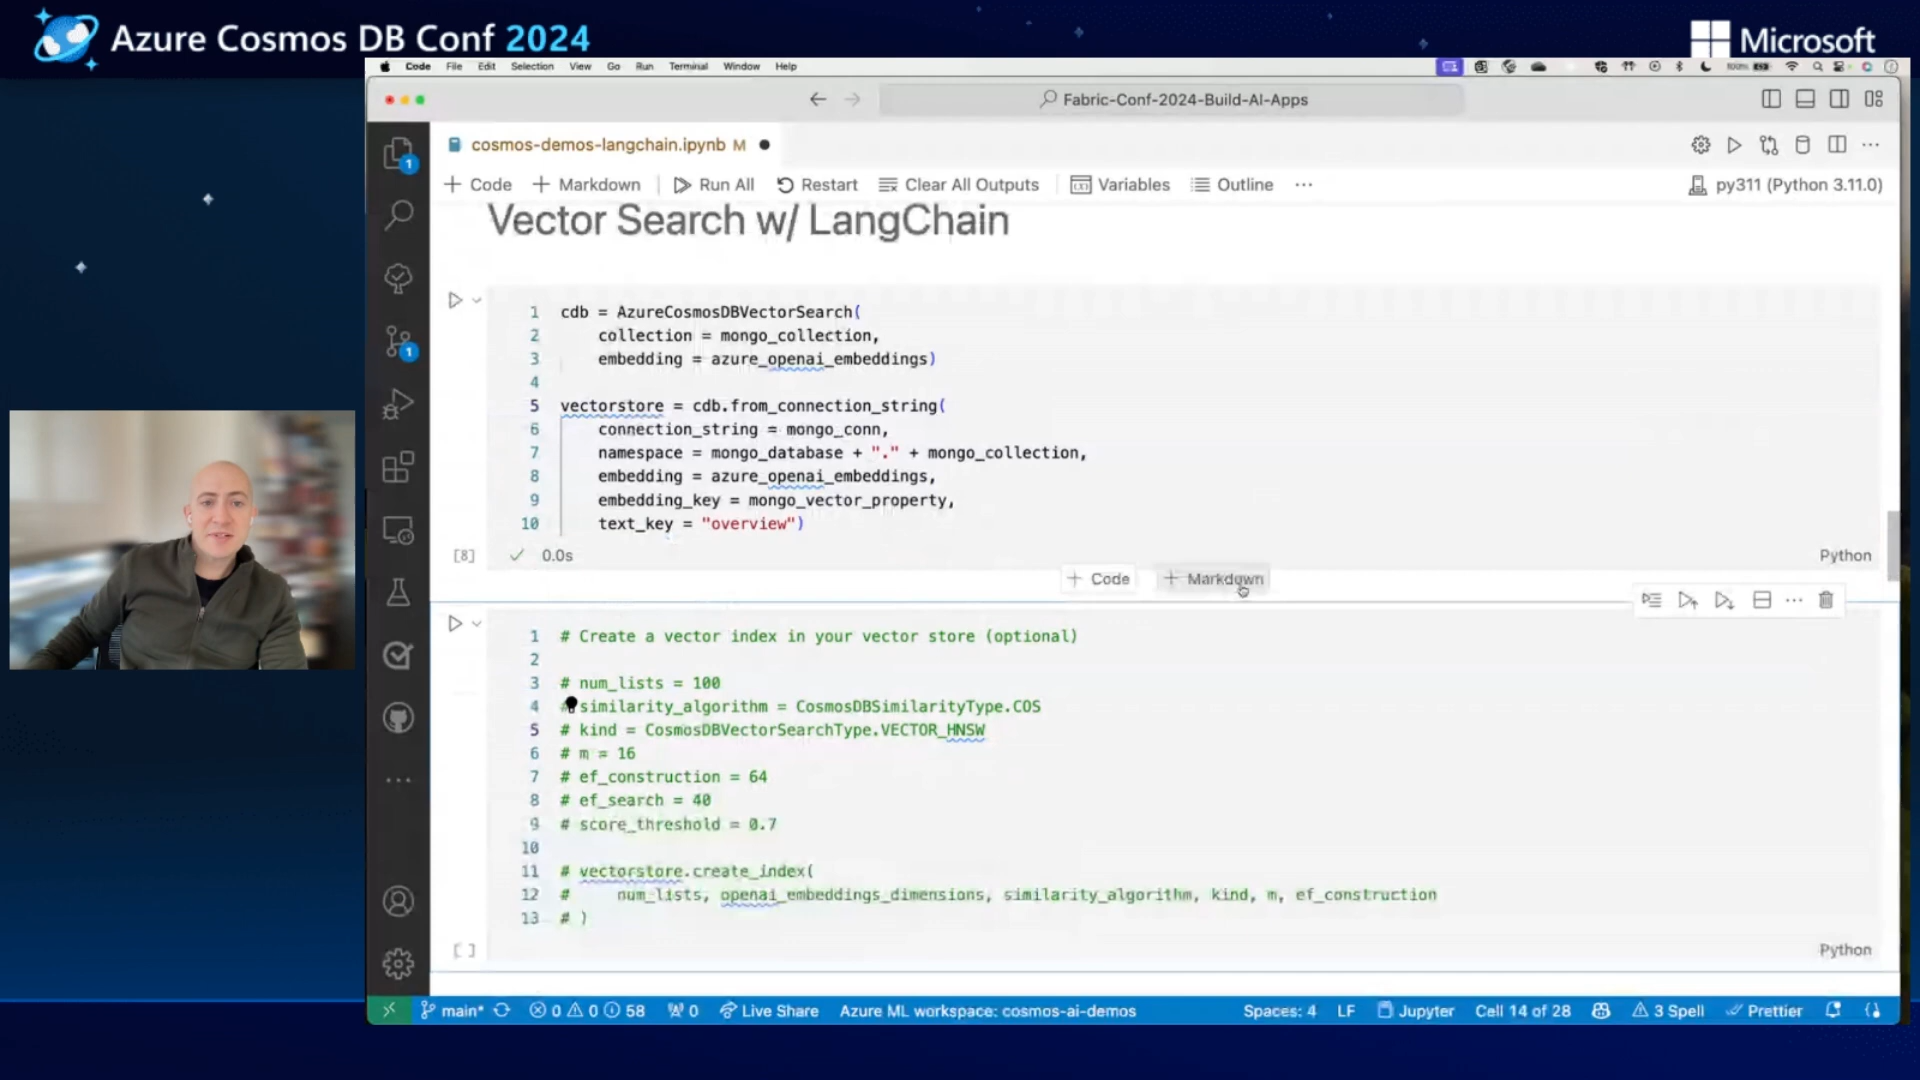 Azure Cosmos DB Conf 2024
Microsoft
Code File Edit Selection View Go Run Terminal Window Help
100%
Fabric-Conf-2024-Build-AI-Apps
cosmos-demos-langchain.ipynb M
+ Code + Markdown Run All Restart Clear All Outputs Variables Outline ... py311 (Python 3.11.0)
Vector Search w/ LangChain
1 cdb = AzureCosmosDBVectorSearch(
2 collection = mongo_collection,
3 embedding = azure_openai_embeddings)
4
5 vectorstore = cdb.from_connection_string(
6 connection_string = mongo_conn,
7 namespace = mongo_database + "." + mongo_collection,
8 embedding = azure_openai_embeddings,
9 embedding_key = mongo_vector_property,
10 text_key = "overview")
[8] 0.0s Python
+ Code + Markdown
1 # Create a vector index in your vector store (optional)
2
3 # num_lists = 100
4 # similarity_algorithm = CosmosDBSimilarityType.COS
5 # kind = CosmosDBVectorSearchType.VECTOR_HNSW
6 # m = 16
7 # ef_construction = 64
8 # ef_search = 40
9 # score_threshold = 0.7
10
11 # vectorstore.create_index(
12 # num_lists, openai_embeddings_dimensions, similarity_algorithm, kind, m, ef_construction
13 # )
[ ] Python
1
1
main* 0 0 58 0 Live Share Azure ML workspace: cosmos-ai-demos Spaces: 4 LF Jupyter Cell 14 of 28 3 Spell Prettier